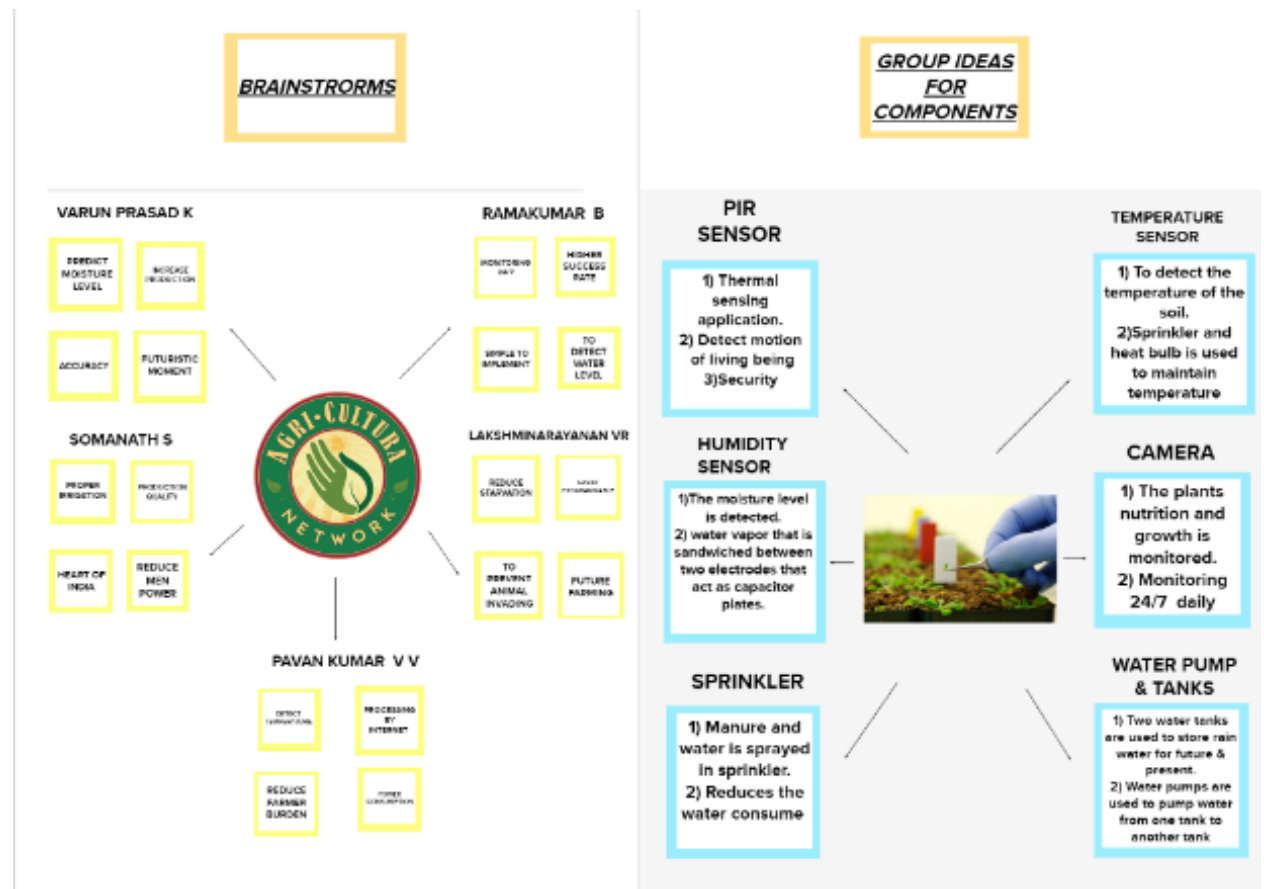 BRAINSTRORMS
VARUN PRASAD K
PREDICT
MOISTURE
LEVEL
INCREASE
PRODUCTION
ACCURACY
FUTURISTIC
MOMENT
RAMAKUMAR B
MONITORING
24/7
HIGHER
SUCCESS
RATE
SIMPLE TO
IMPLEMENT
TO
DETECT
WATER
LEVEL
AGRI-CULTURA
NETWORK
SOMANATH S
PROPER
IRRIGATION
PRODUCTION
QUALITY
HEART OF
INDIA
REDUCE
MEN
POWER
LAKSHMINARAYANAN VR
REDUCE
STARVATION
TO
PREVENT
ANIMAL
INVADING
FUTURE
FARMING
PAVAN KUMAR V V
DETECT
PROCESSING
BY
INTERNET
REDUCE
FARMER
BURDEN
POWER
CONSUMPTION
GROUP IDEAS
FOR
COMPONENTS
PIR
SENSOR
1) Thermal
sensing
application.
2) Detect motion
of living being
3)Security
TEMPERATURE
SENSOR
1) To detect the
temperature of the
soil.
2)Sprinkler and
heat bulb is used
to maintain
temperature
HUMIDITY
SENSOR
1)The moisture level
is detected.
2) water vapor that is
sandwiched between
two electrodes that
act as capacitor
plates.
CAMERA
1) The plants
nutrition and
growth is
monitored.
2) Monitoring
24/7 daily
SPRINKLER
1) Manure and
water is sprayed
in sprinkler.
2) Reduces the
water consume
WATER PUMP
& TANKS
1) Two water tanks
are used to store rain
water for future &
present.
2) Water pumps are
used to pump water
from one tank to
another tank